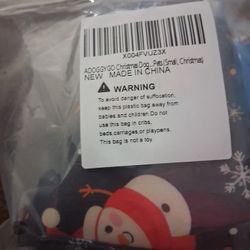 X004FVIJZ3X
ADOGGYGO Christmas Dog... Pets (Small, Christmas)
NEW MADE IN CHINA
WARNING
To avoid danger of suffocation,
keep this plastic bag away from
babies and children.Do not
use this bag in cribs,
beds,carriages,or playpens.
This bag is not a toy.